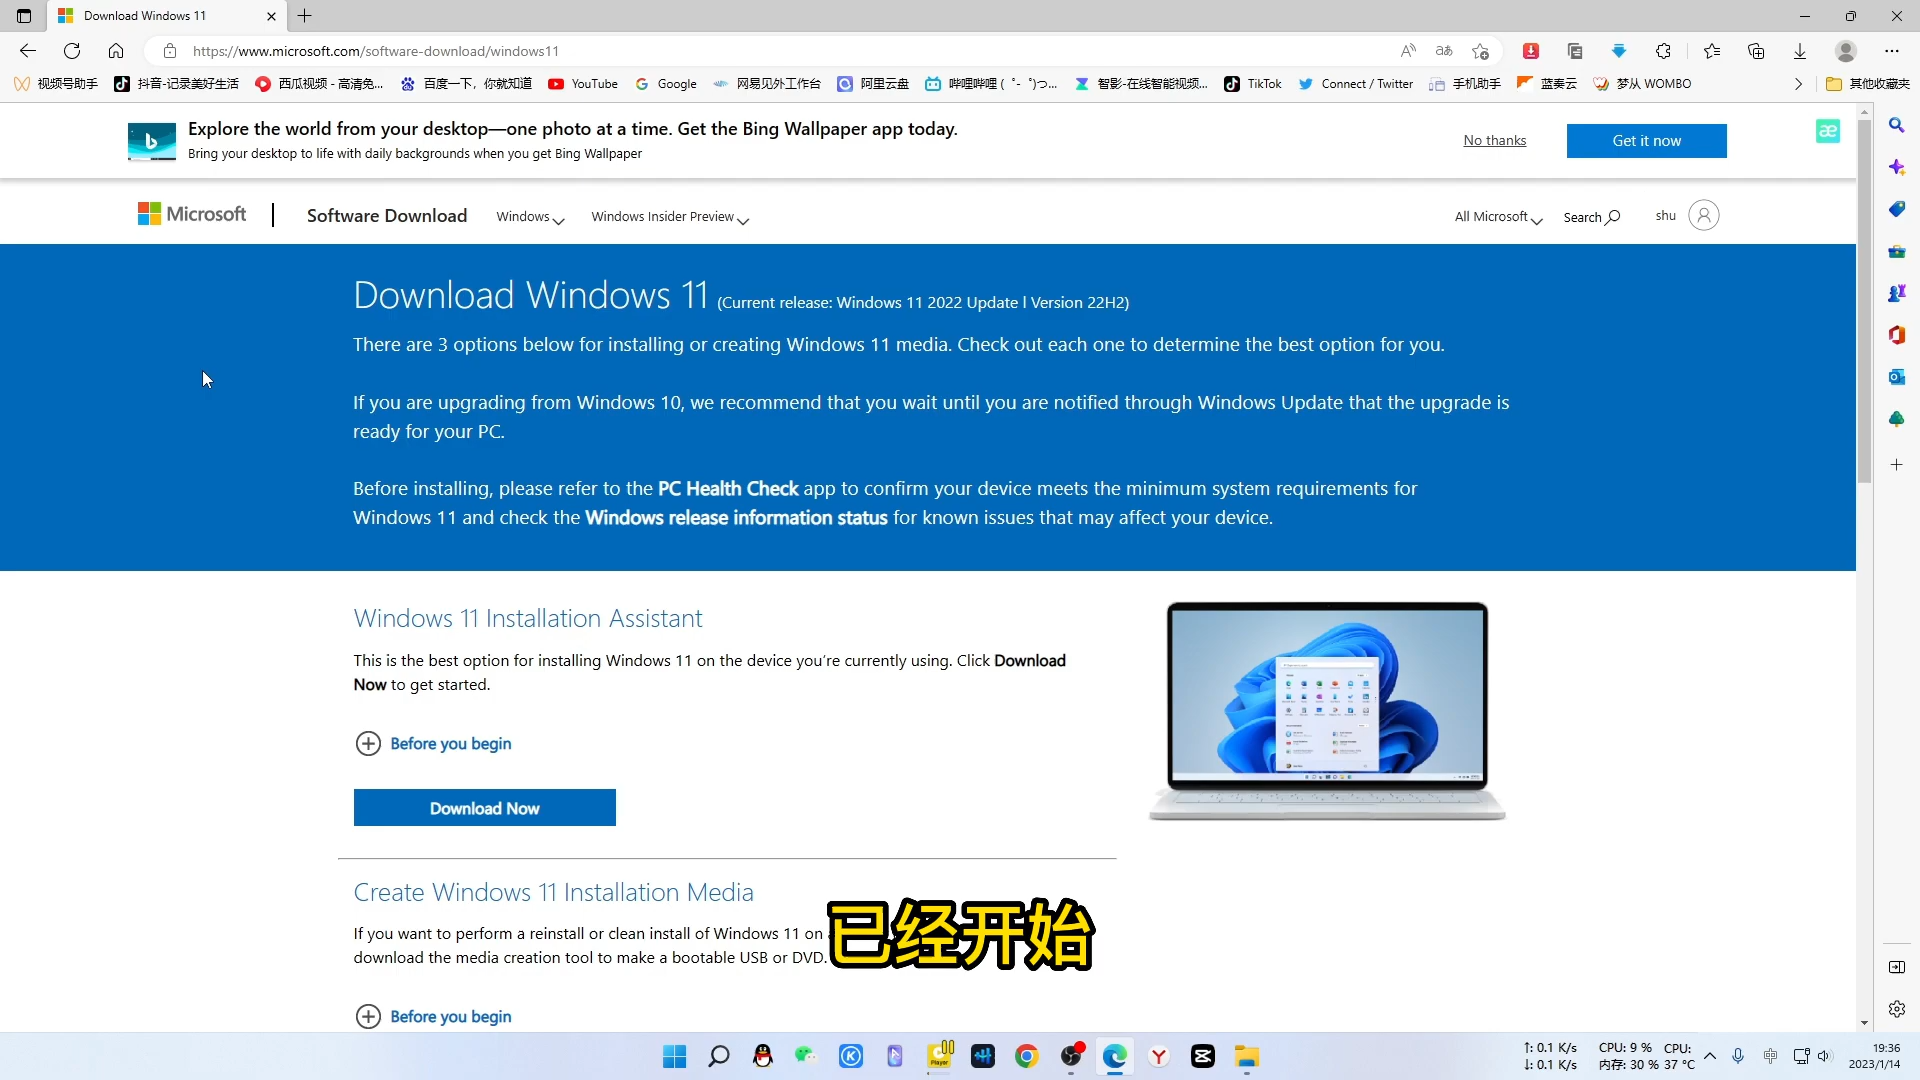 Download Windows 11
https://www.microsoft.com/software-download/windows11
视频号助手
抖音-记录美好生活
西瓜视频 - 高清免...
百度一下，你就知道
YouTube
Google
网易见外工作台
阿里云盘
哔哩哔哩 (゜-゜)つ...
智影-在线智能视频...
TikTok
Connect / Twitter
手机助手
蓝奏云
梦从 WOMBO
其他收藏夹
Explore the world from your desktop—one photo at a time. Get the Bing Wallpaper app today.
Bring your desktop to life with daily backgrounds when you get Bing Wallpaper
No thanks
Get it now
Microsoft
Software Download
Windows
Windows Insider Preview
All Microsoft
Search
shu
Download Windows 11 (Current release: Windows 11 2022 Update l Version 22H2)
There are 3 options below for installing or creating Windows 11 media. Check out each one to determine the best option for you.
If you are upgrading from Windows 10, we recommend that you wait until you are notified through Windows Update that the upgrade is
ready for your PC.
Before installing, please refer to the PC Health Check app to confirm your device meets the minimum system requirements for
Windows 11 and check the Windows release information status for known issues that may affect your device.
Windows 11 Installation Assistant
This is the best option for installing Windows 11 on the device you're currently using. Click Download
Now to get started.
Before you begin
Download Now
Create Windows 11 Installation Media
If you want to perform a reinstall or clean install of Windows 11 on
download the media creation tool to make a bootable USB or DVD.
已经开始
Before you begin
↑: 0.1 K/s
↓: 0.1 K/s
CPU: 9 % CPU:
内存: 30 % 37 °C
中
19:36
2023/1/14